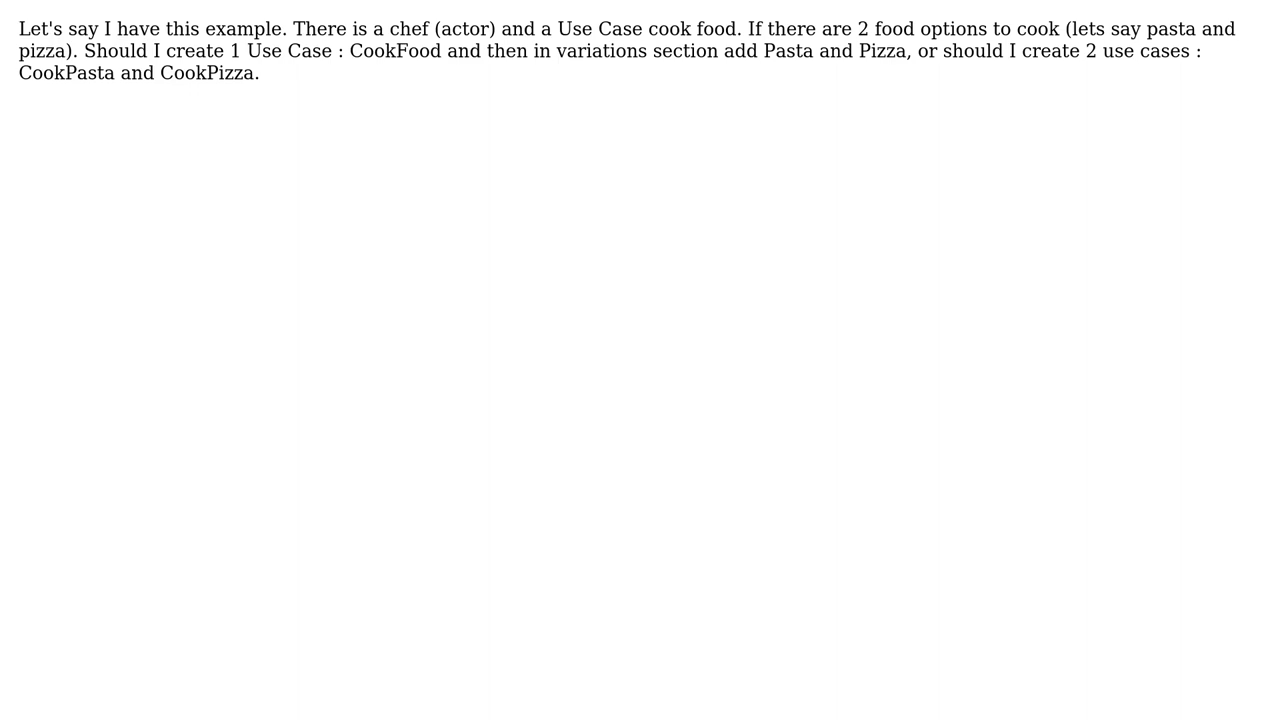 Let's say I have this example. There is a chef (actor) and a Use Case cook food. If there are 2 food options to cook (lets say pasta and
pizza). Should I create 1 Use Case : CookFood and then in variations section add Pasta and Pizza, or should I create 2 use cases :
CookPasta and CookPizza.